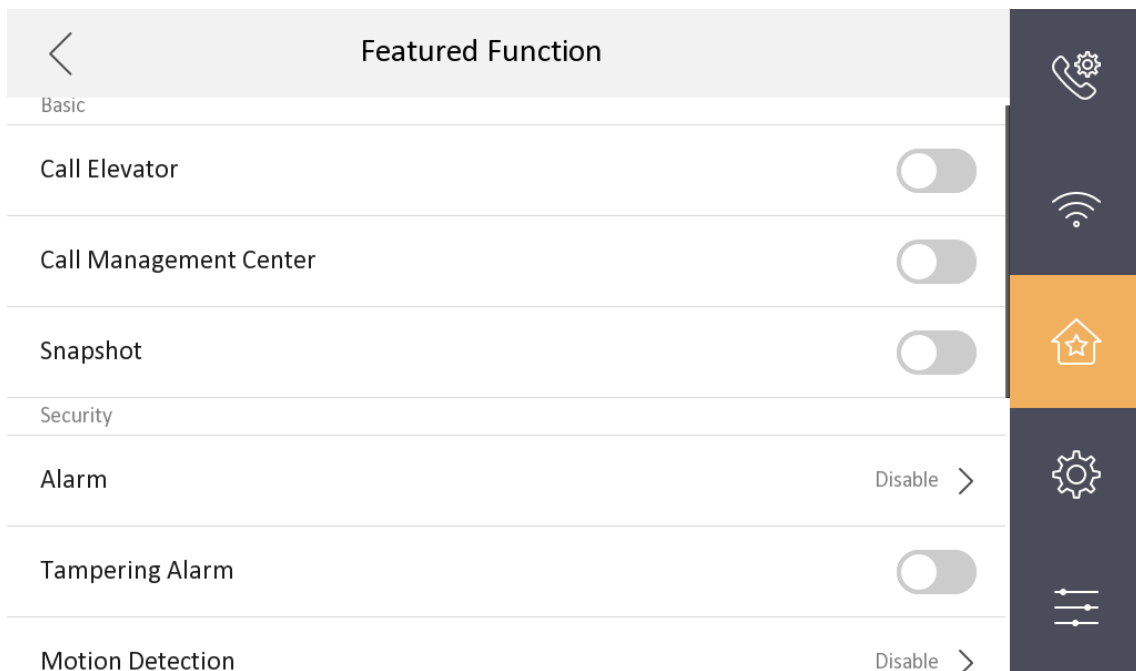 Featured Function
Basic
Call Elevator
Call Management Center
Snapshot
Security
Alarm Disable
Tampering Alarm
Motion Detection Disable